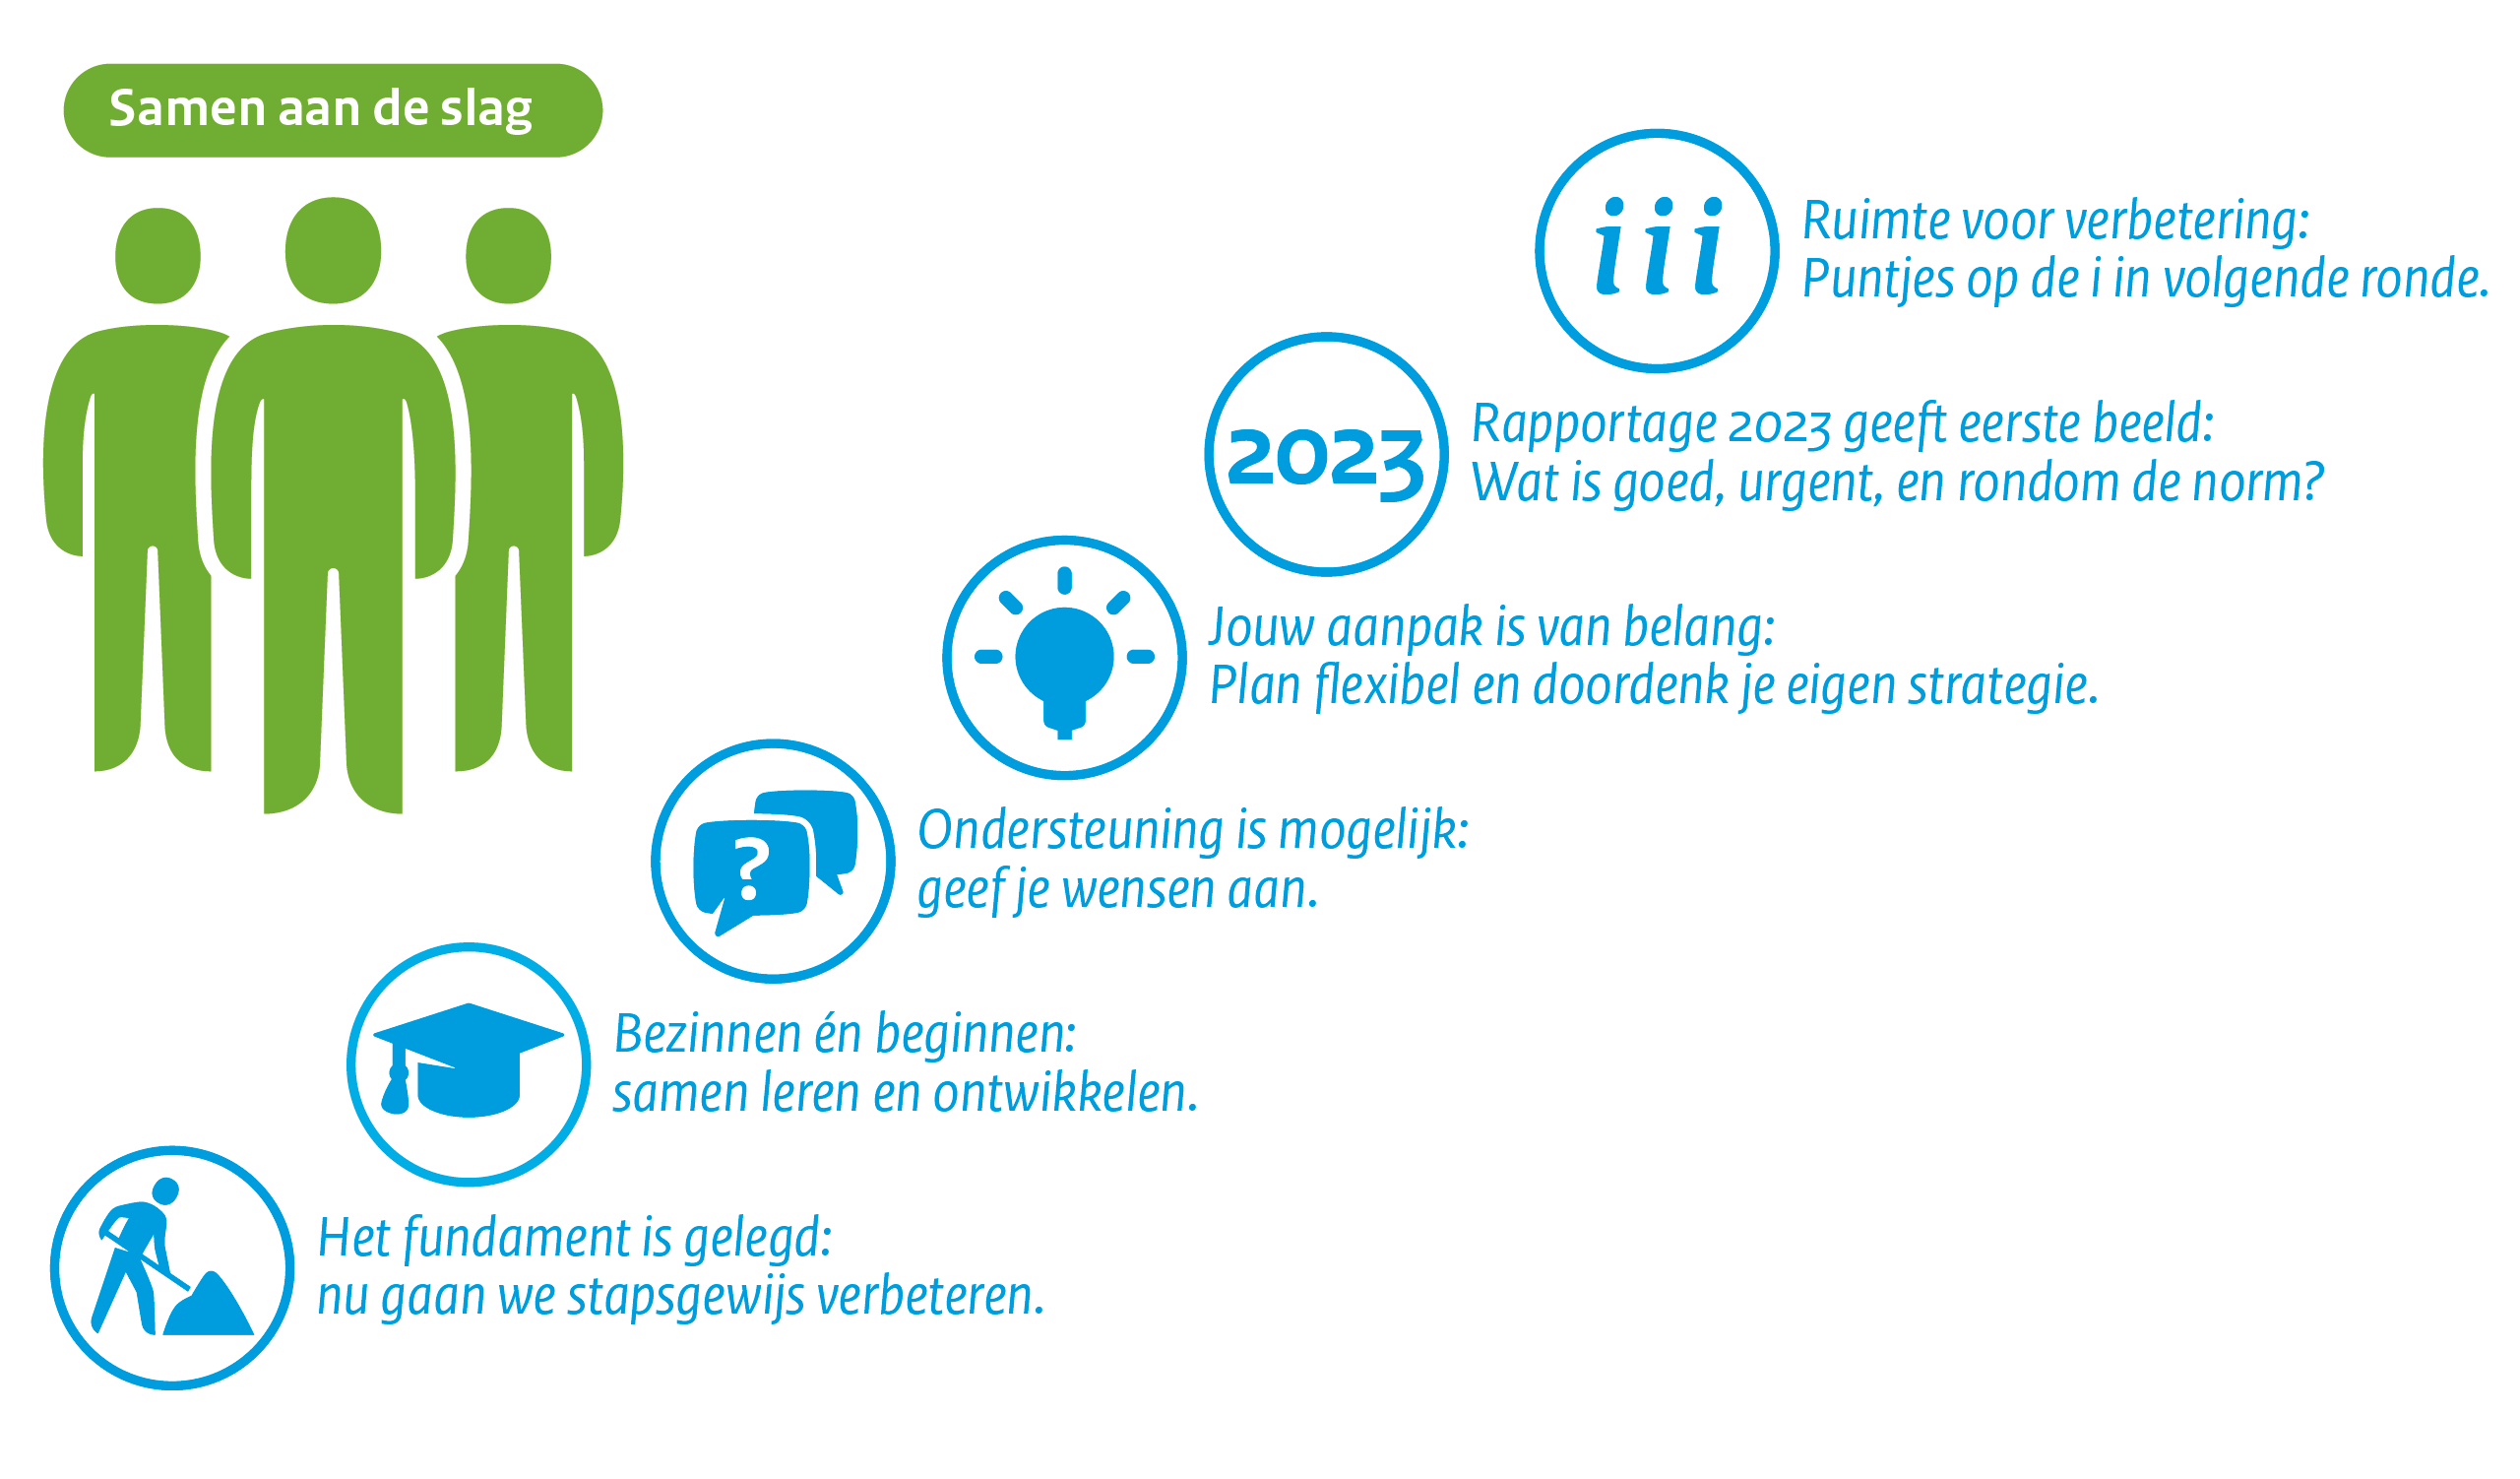 Samen aan de slag
iii
Ruimte voor verbetering:
Puntjes op de i in volgende ronde.
2023
Rapportage 2023 geeft eerste beeld:
Wat is goed, urgent, en rondom de norm?
Jouw aanpak is van belang:
Plan flexibel en doordenk je eigen strategie.
?
Ondersteuning is mogelijk:
geef je wensen aan.
Bezinnen én beginnen:
samen leren en ontwikkelen.
Het fundament is gelegd:
nu gaan we stapsgewijs verbeteren.